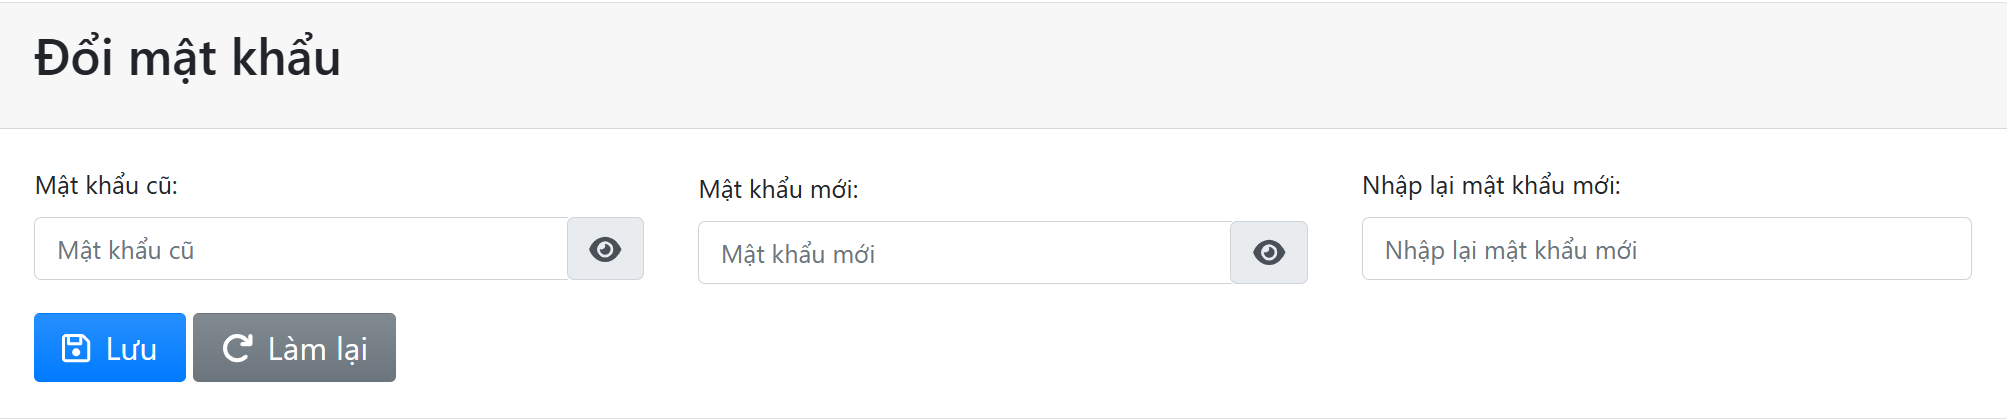 Đổi mật khẩu
Mật khẩu cũ:
Mật khẩu mới:
Nhập lại mật khẩu mới:
Mật khẩu cũ
Mật khẩu mới
Nhập lại mật khẩu mới
Lưu
Làm lại